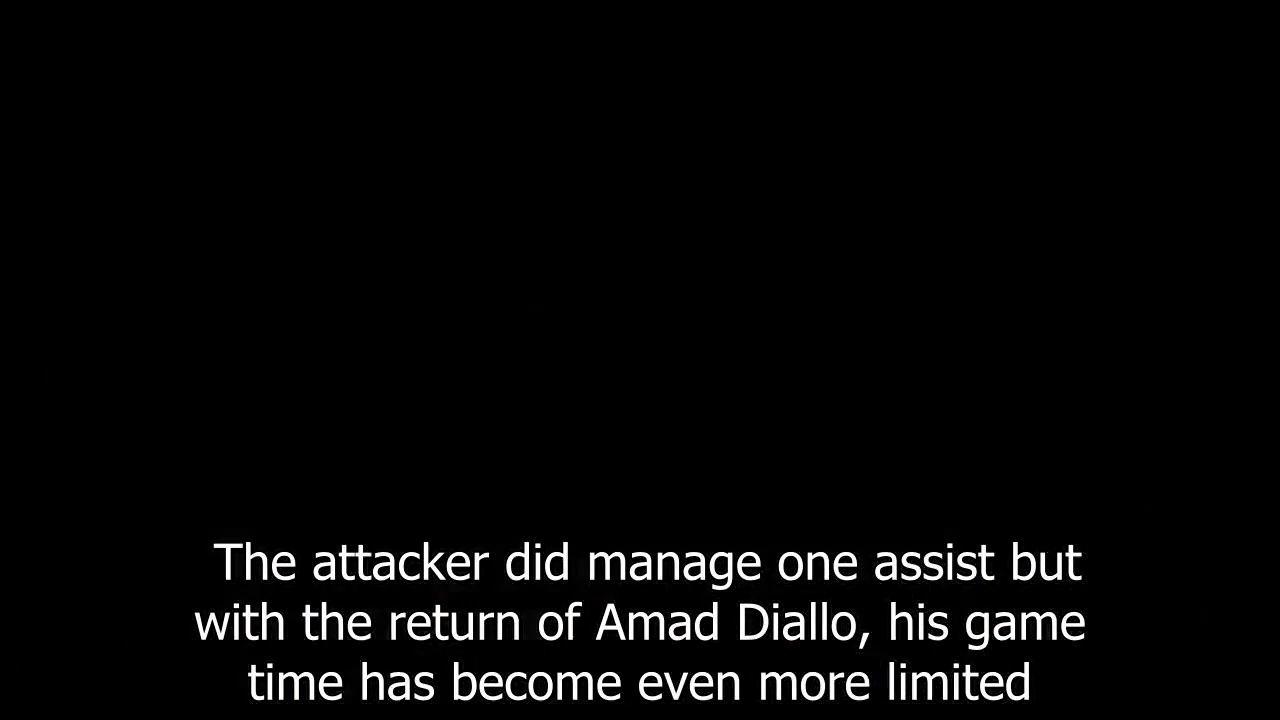 The attacker did manage one assist but
with the return of Amad Diallo, his game
time has become even more limited